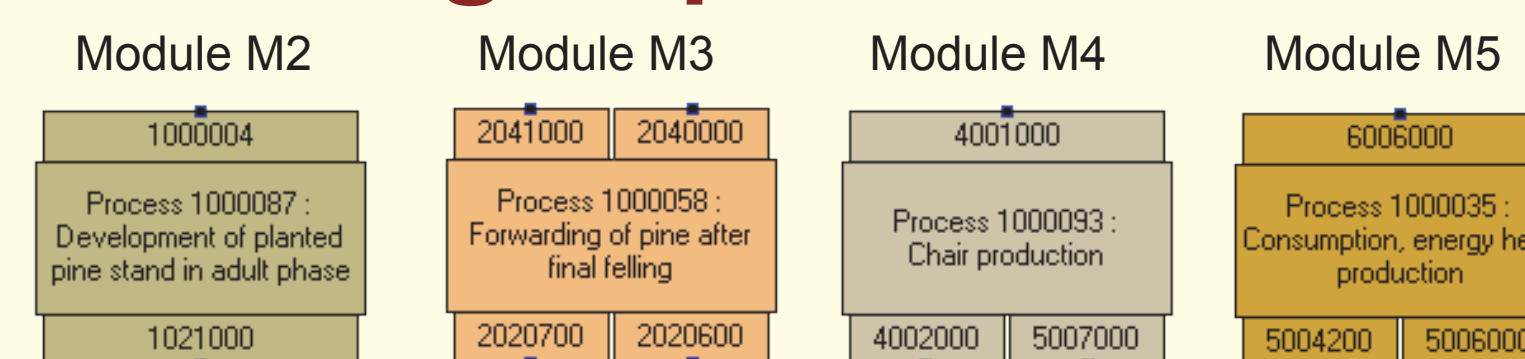 Module M2
Module M3
Module M4
Module M5
1000004
2041000
2040000
4001000
6006000
Process 1000087 :
Development of planted
pine stand in adult phase
Process 1000058 :
Forwarding of pine after
final felling
Process 1000093 :
Chair production
Process 1000035 :
Consumption, energy
production
1021000
2020700
2020600
4002000
5007000
5004200
5006000